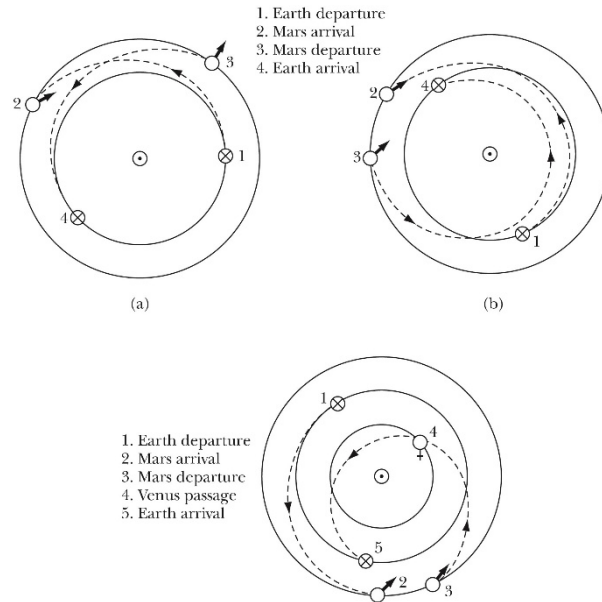 1. Earth departure
2. Mars arrival
3. Mars departure
4. Earth arrival
2
3
1
4
(a)
2
4
3
1
(b)
1. Earth departure
2. Mars arrival
3. Mars departure
4. Venus passage
5. Earth arrival
1
4
5
2
3